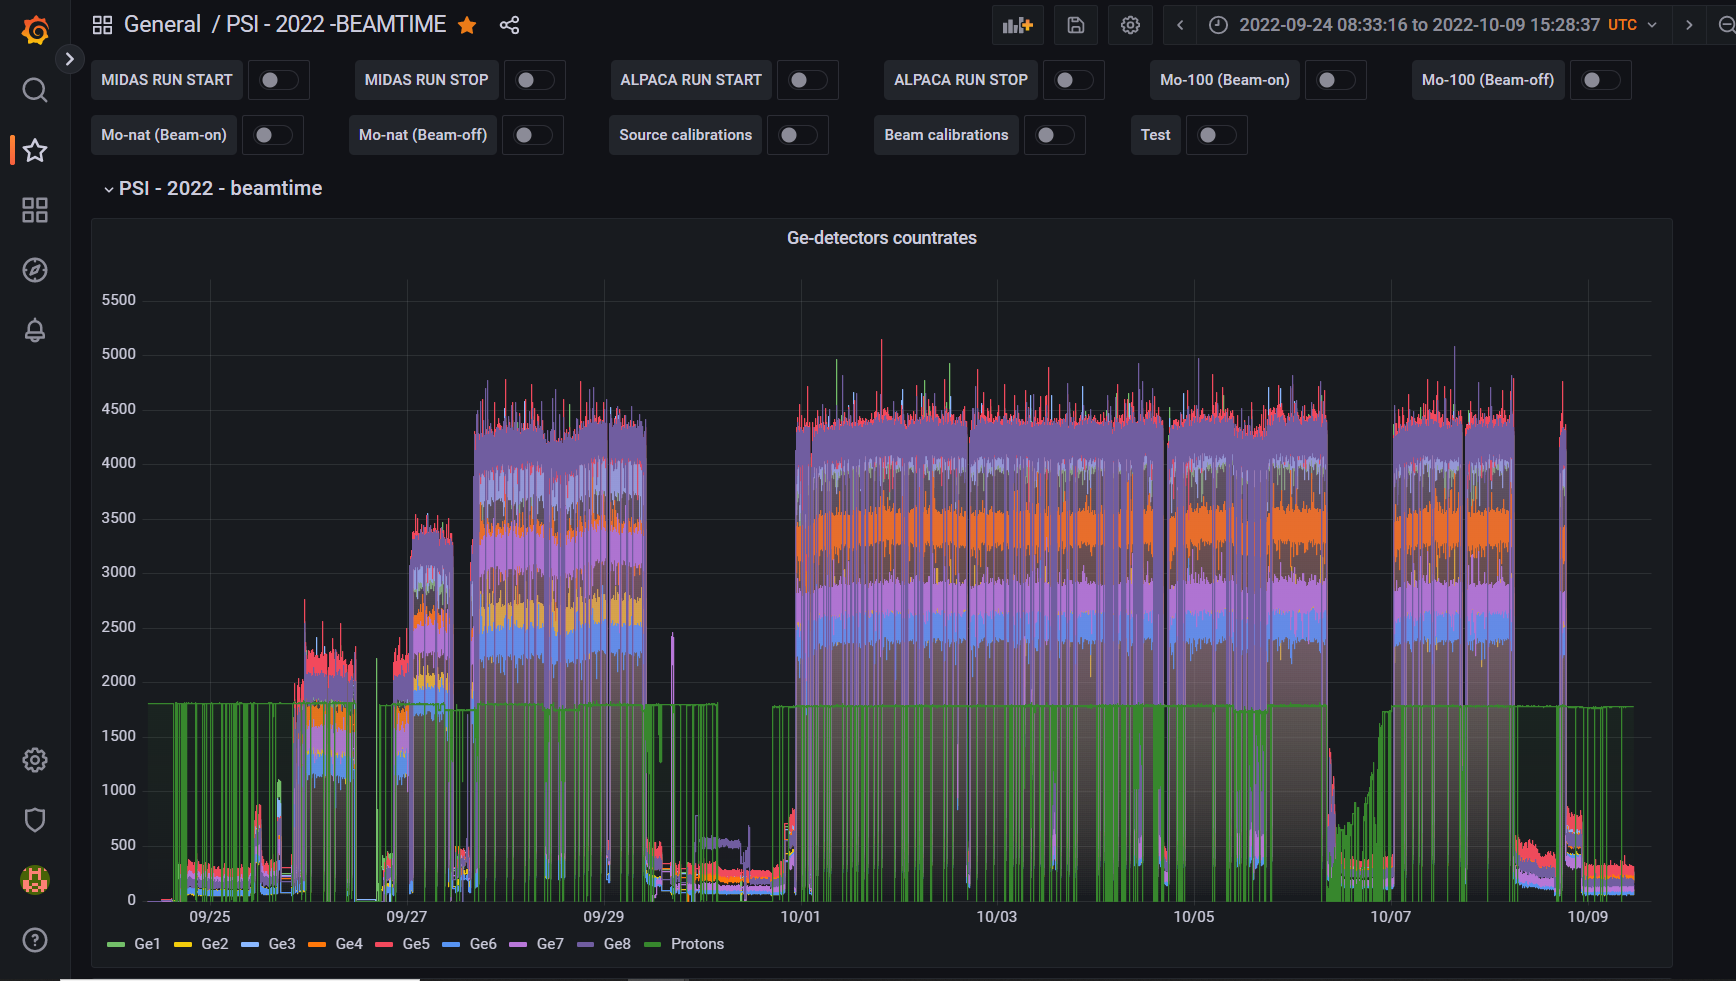 General / PSI - 2022 -BEAMTIME
2022-09-24 08:33:16 to 2022-10-09 15:28:37 UTC
MIDAS RUN START
MIDAS RUN STOP
ALPACA RUN START
ALPACA RUN STOP
Mo-100 (Beam-on)
Mo-100 (Beam-off)
Mo-nat (Beam-on)
Mo-nat (Beam-off)
Source calibrations
Beam calibrations
Test
PSI - 2022 - beamtime
Ge-detectors countrates
5500
5000
4500
4000
3500
3000
2500
2000
1500
1000
500
0
09/25 09/27 09/29 10/01 10/03 10/05 10/07 10/09
Ge1 Ge2 Ge3 Ge4 Ge5 Ge6 Ge7 Ge8 Protons